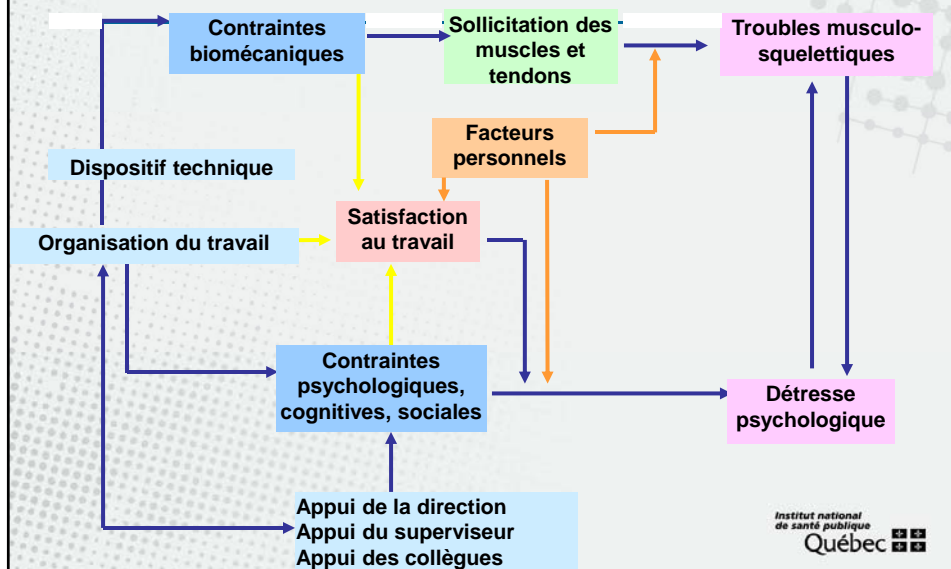 Contraintes
biomécaniques
Sollicitation des
muscles et
tendons
Troubles musculo-
squelettiques
Facteurs
personnels
Dispositif technique
Satisfaction
au travail
Organisation du travail
Contraintes
psychologiques,
cognitives, sociales
Détresse
psychologique
Appui de la direction
Appui du superviseur
Appui des collègues
Institut national
de santé publique
Québec